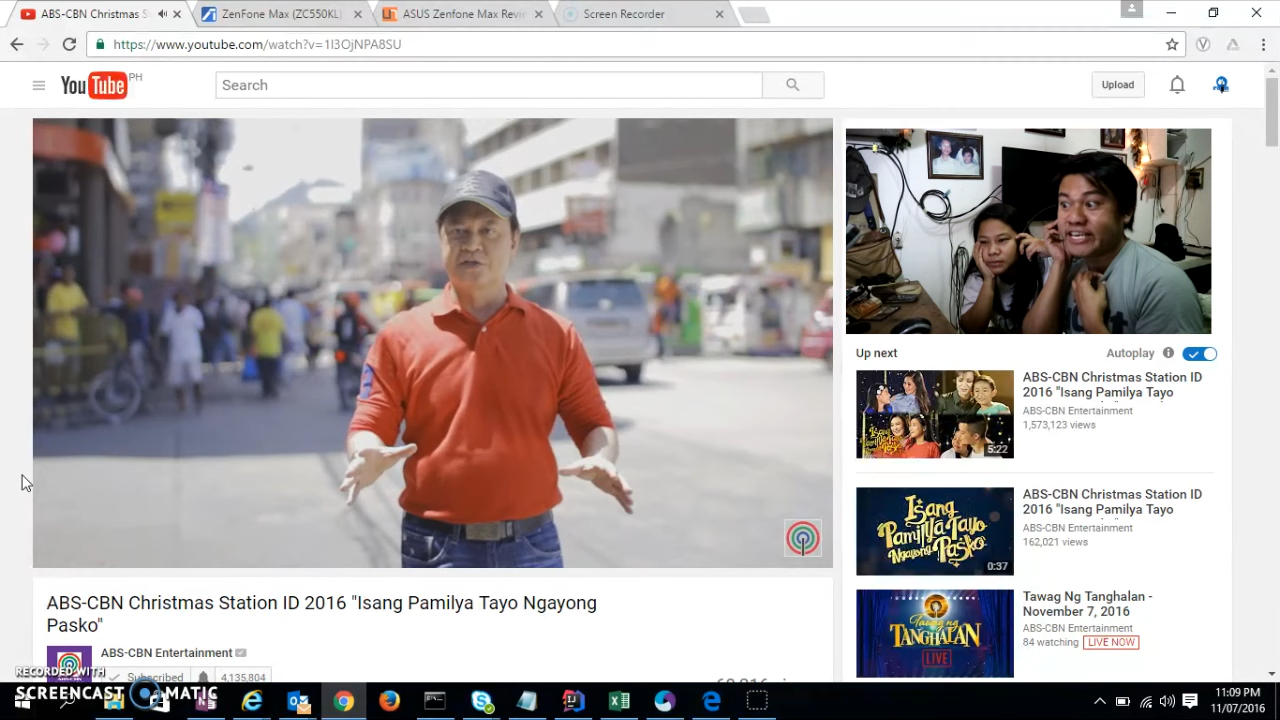 ABS-CBN Christmas S
ZenFone Max (ZC550KL)
ASUS Zenfone Max Revie
Screen Recorder
https://www.youtube.com/watch?v=1I3OjNPA8SU
YouTube PH
Search
Upload
Up next
Autoplay
ABS-CBN Christmas Station ID
2016 "Isang Pamilya Tayo
ABS-CBN Entertainment
1,573,123 views
5:22
ABS-CBN Christmas Station ID
2016 "Isang Pamilya Tayo
ABS-CBN Entertainment
162,021 views
Isang
Pamilya Tayo
Ngayong Pasko
0:37
Tawag Ng Tanghalan -
November 7, 2016
ABS-CBN Entertainment
84 watching LIVE NOW
Tawag ng
TANGHALAN
LIVE
ABS-CBN Christmas Station ID 2016 "Isang Pamilya Tayo Ngayong
Pasko"
ABS-CBN Entertainment
Subscribed
RECORDED WITH
SCREENCAST MATIC
11:09 PM
11/07/2016